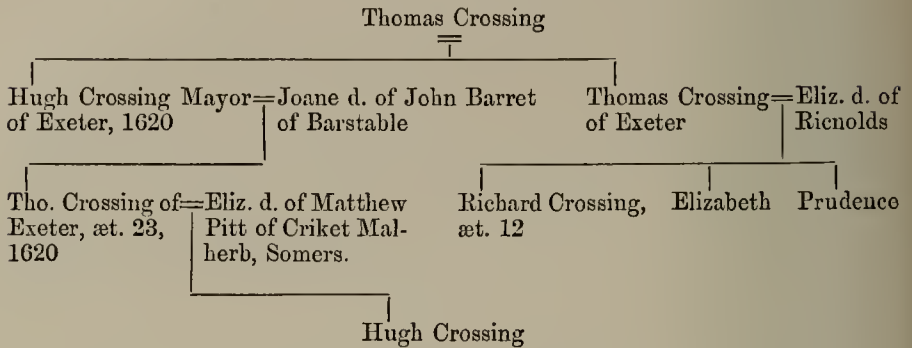 Thomas Crossing
Hugh Crossing Mayor=Joane d. of John Barret
of Exeter, 1620
of Barstable
Thomas Crossing=Eliz. d. of
of Exeter
Ricnolds
Tho. Crossing of=Eliz. d. of Matthew
Exeter, æt. 23,
Pitt of Criket Mal-
1620
herb, Somers.
Richard Crossing,
æt. 12
Elizabeth
Prudence
Hugh Crossing